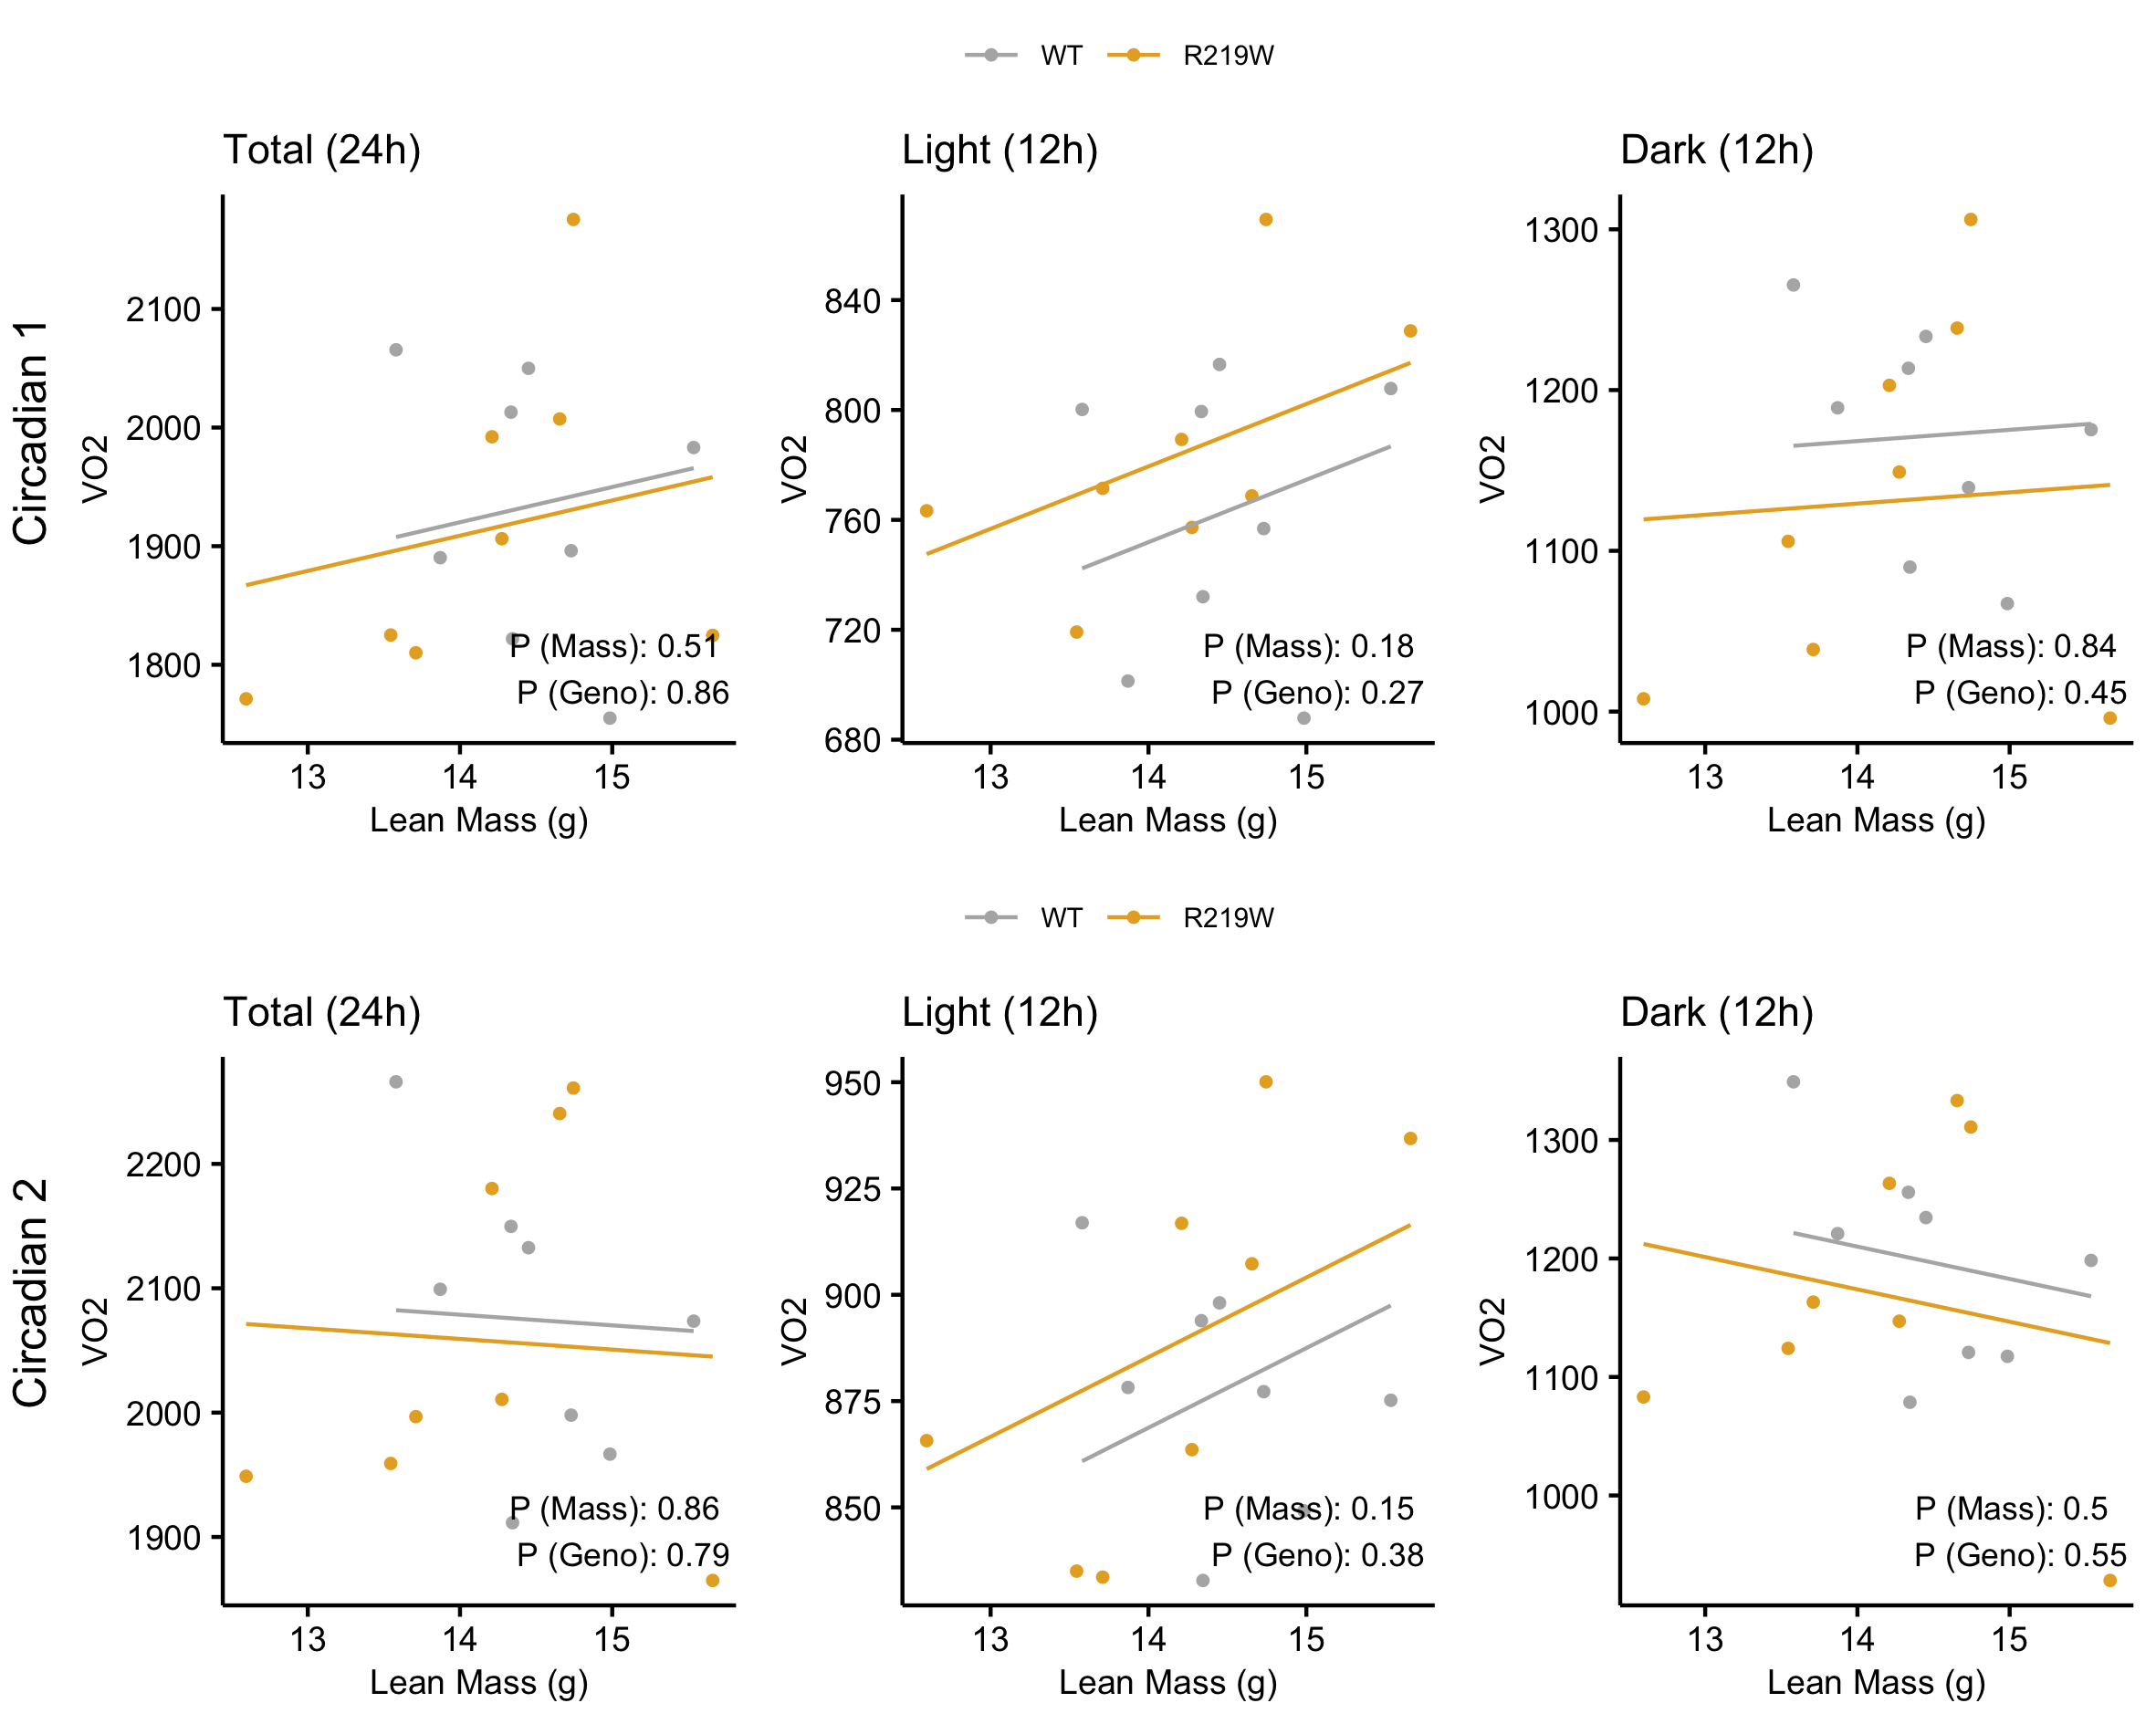 WT R219W
Circadian 1
Total (24h)
VO2
2100
2000
1900
1800
P (Mass): 0.51
P (Geno): 0.86
13 14 15
Lean Mass (g)
Light (12h)
VO2
840
800
760
720
680
P (Mass): 0.18
P (Geno): 0.27
13 14 15
Lean Mass (g)
Dark (12h)
VO2
1300
1200
1100
1000
P (Mass): 0.84
P (Geno): 0.45
13 14 15
Lean Mass (g)
WT R219W
Circadian 2
Total (24h)
VO2
2200
2100
2000
1900
P (Mass): 0.86
P (Geno): 0.79
13 14 15
Lean Mass (g)
Light (12h)
VO2
950
925
900
875
850
P (Mass): 0.15
P (Geno): 0.38
13 14 15
Lean Mass (g)
Dark (12h)
VO2
1300
1200
1100
1000
P (Mass): 0.5
P (Geno): 0.55
13 14 15
Lean Mass (g)